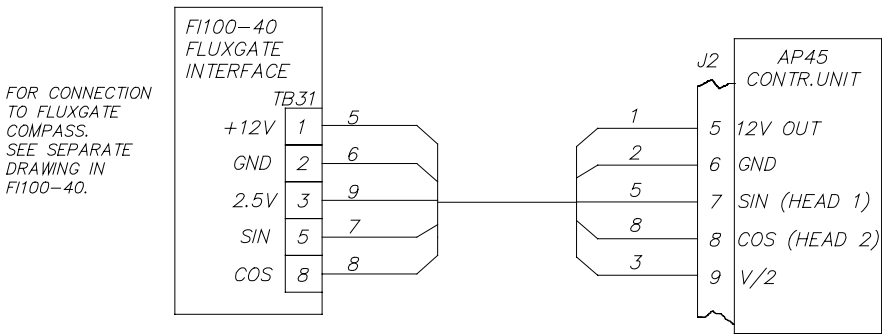 FI100-40
FLUXGATE
INTERFACE
FOR CONNECTION
TO FLUXGATE
COMPASS.
SEE SEPARATE
DRAWING IN
FI100-40.
TB31
+12V 1 5
GND 2 6
2.5V 3 9
SIN 5 7
COS 8 8
J2
AP45
CONTR.UNIT
1 5 12V OUT
2 6 GND
5 7 SIN (HEAD 1)
8 8 COS (HEAD 2)
3 9 V/2